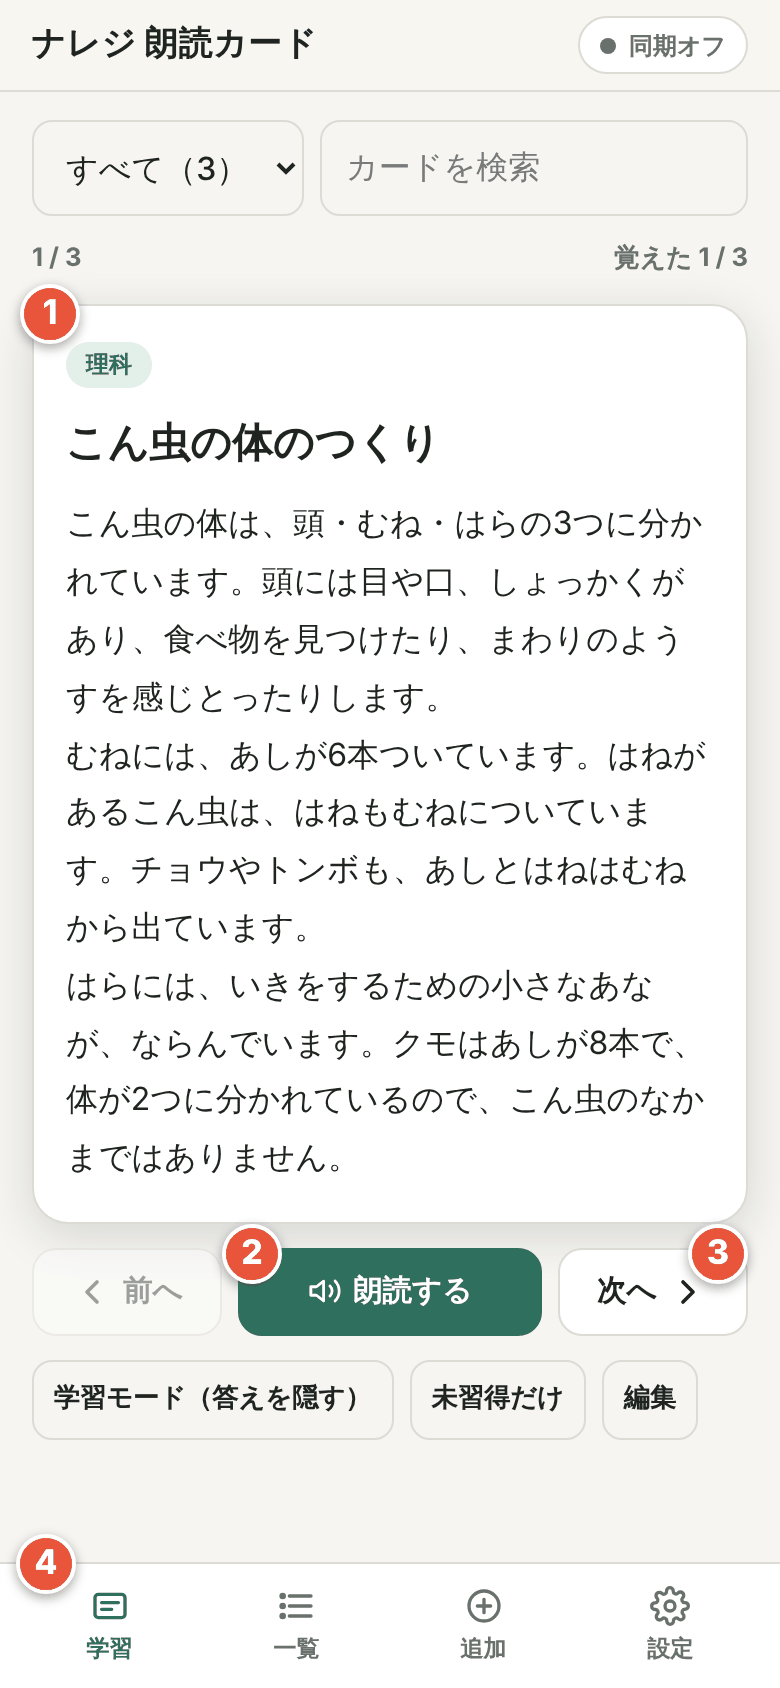 ナレジ 朗読カード
同期オフ
すべて（3）
カードを検索
1 / 3
覚えた 1 / 3
1
理科
こん虫の体のつくり
こん虫の体は、頭・むね・はらの3つに分か
れています。頭には目や口、しょっかくが
あり、食べ物を見つけたり、まわりのよう
すを感じとったりします。
むねには、あしが6本ついています。はねが
あるこん虫は、はねもむねについていま
す。チョウやトンボも、あしとはねはむね
から出ています。
はらには、いきをするための小さなあな
が、ならんでいます。クモはあしが8本で、
体が2つに分かれているので、こん虫のなか
まではありません。
2
3
前へ
朗読する
次へ
学習モード（答えを隠す）
未習得だけ
編集
4
学習
一覧
追加
設定